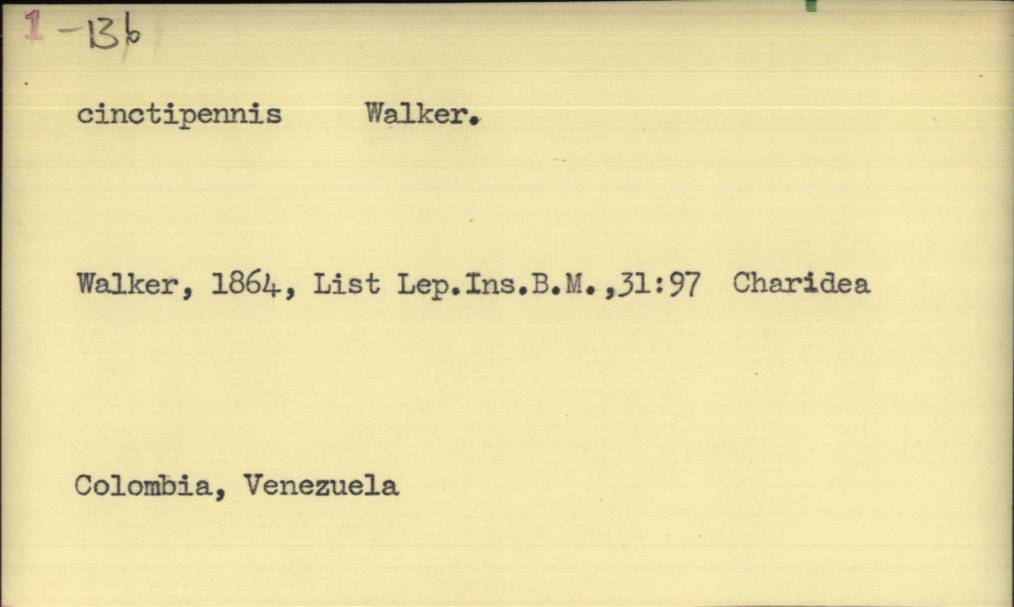 1 -13b
cinctipennis Walker.
Walker, 1864, List Lep.Ins.B.M.,31:97 Charidea
Colombia, Venezuela